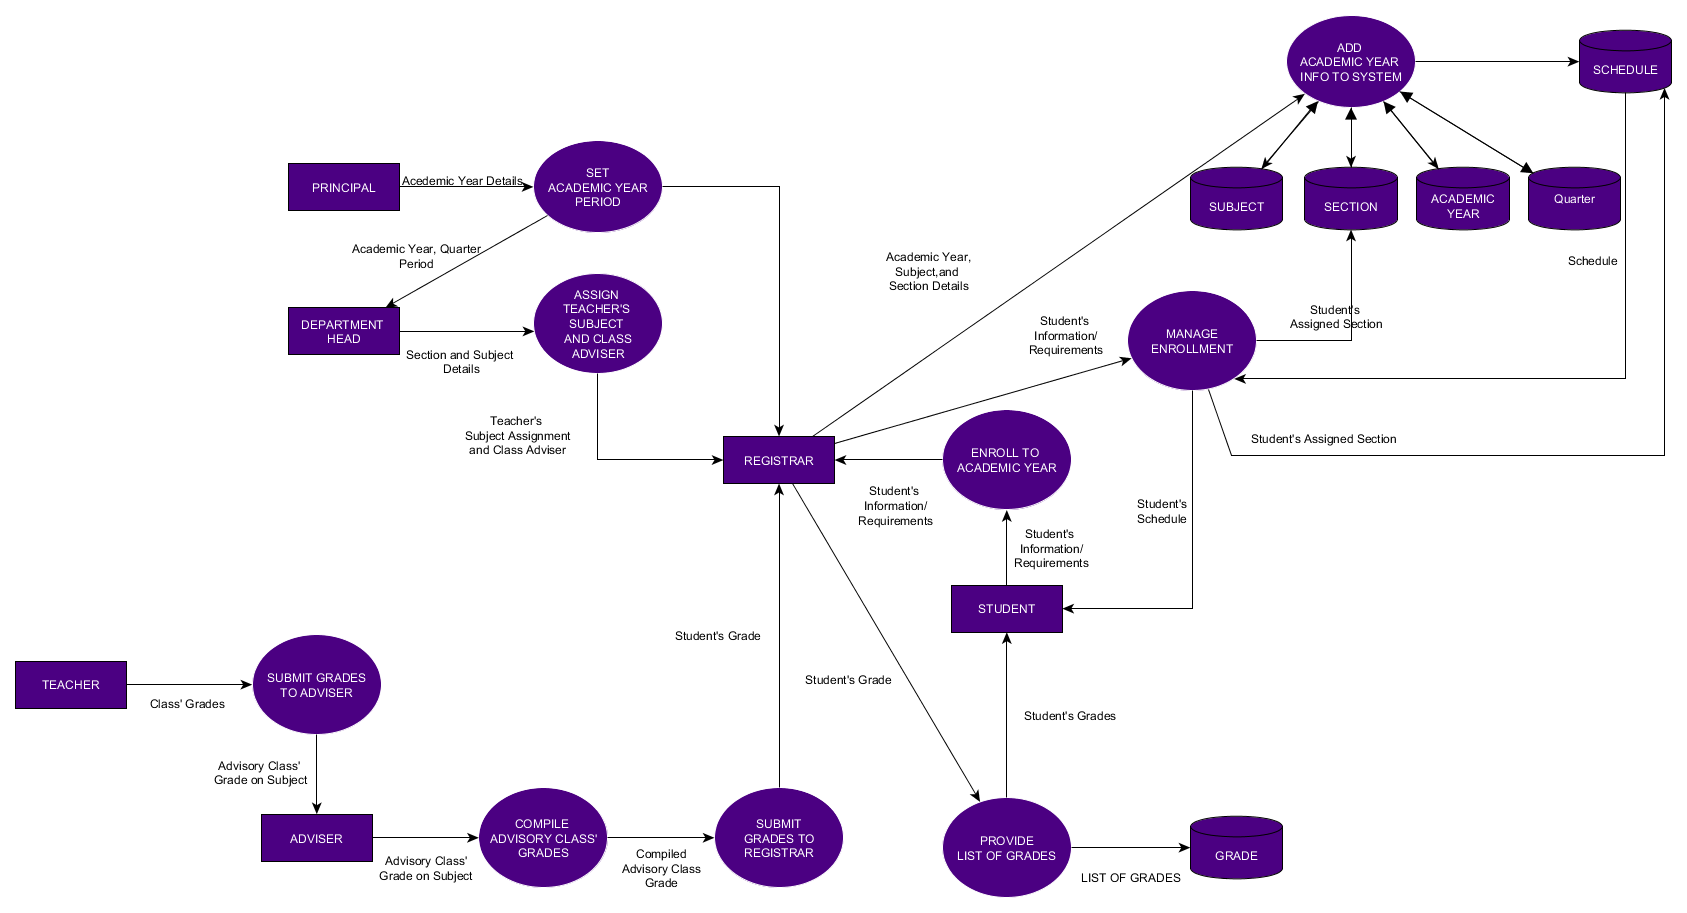 ADD
ACADEMIC YEAR
INFO TO SYSTEM
SCHEDULE
PRINCIPAL
Acedemic Year Details
SET
ACADEMIC YEAR
PERIOD
SUBJECT
SECTION
ACADEMIC
YEAR
Quarter
Academic Year, Quarter
Period
Academic Year,
Subject,and
Section Details
Schedule
DEPARTMENT
HEAD
Section and Subject
Details
ASSIGN
TEACHER'S
SUBJECT
AND CLASS
ADVISER
Student's
Information/
Requirements
MANAGE
ENROLLMENT
Student's
Assigned Section
Teacher's
Subject Assignment
and Class Adviser
REGISTRAR
ENROLL TO
ACADEMIC YEAR
Student's Assigned Section
Student's
Information/
Requirements
Student's
Information/
Requirements
Student's
Schedule
STUDENT
Student's Grade
Student's Grade
Student's Grades
TEACHER
Class' Grades
SUBMIT GRADES
TO ADVISER
Advisory Class'
Grade on Subject
ADVISER
Advisory Class'
Grade on Subject
COMPILE
ADVISORY CLASS'
GRADES
Compiled
Advisory Class
Grade
SUBMIT
GRADES TO
REGISTRAR
PROVIDE
LIST OF GRADES
LIST OF GRADES
GRADE